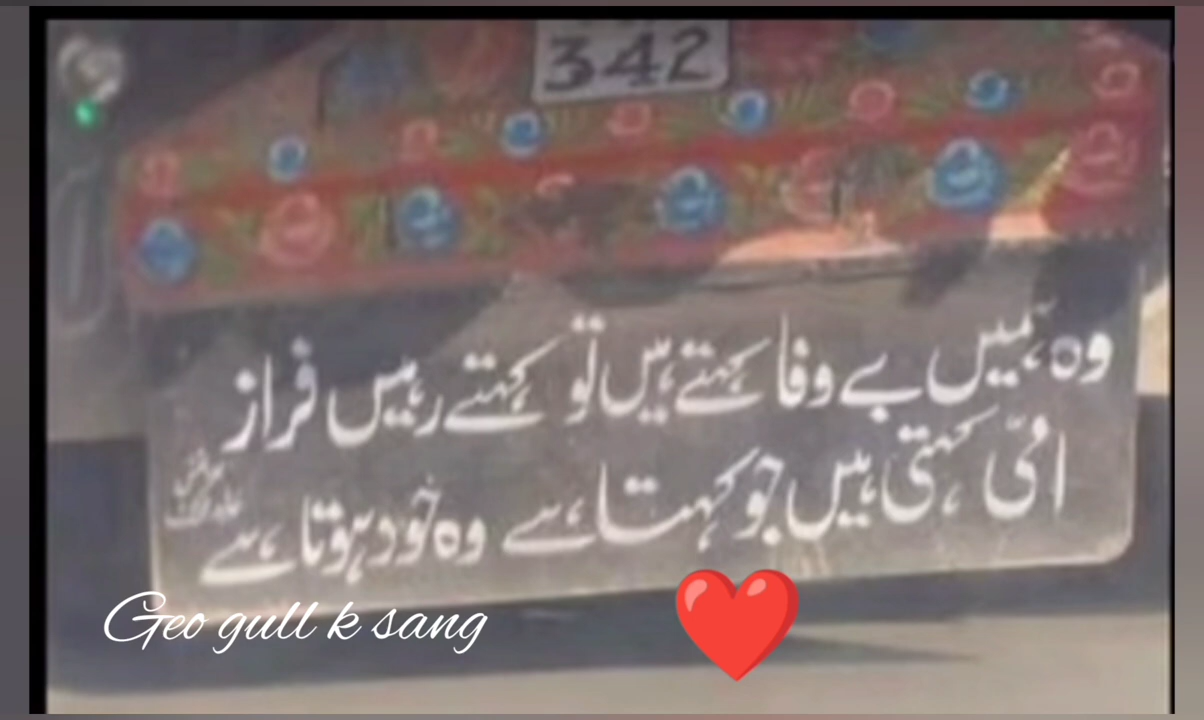 342
وہ ہمیں بے وفا کہتے ہیں تو کہتے رہیں فراز
امّی کہتی ہیں جو کہتا ہے وہ خود ہوتا ہے
Geo gull k sang